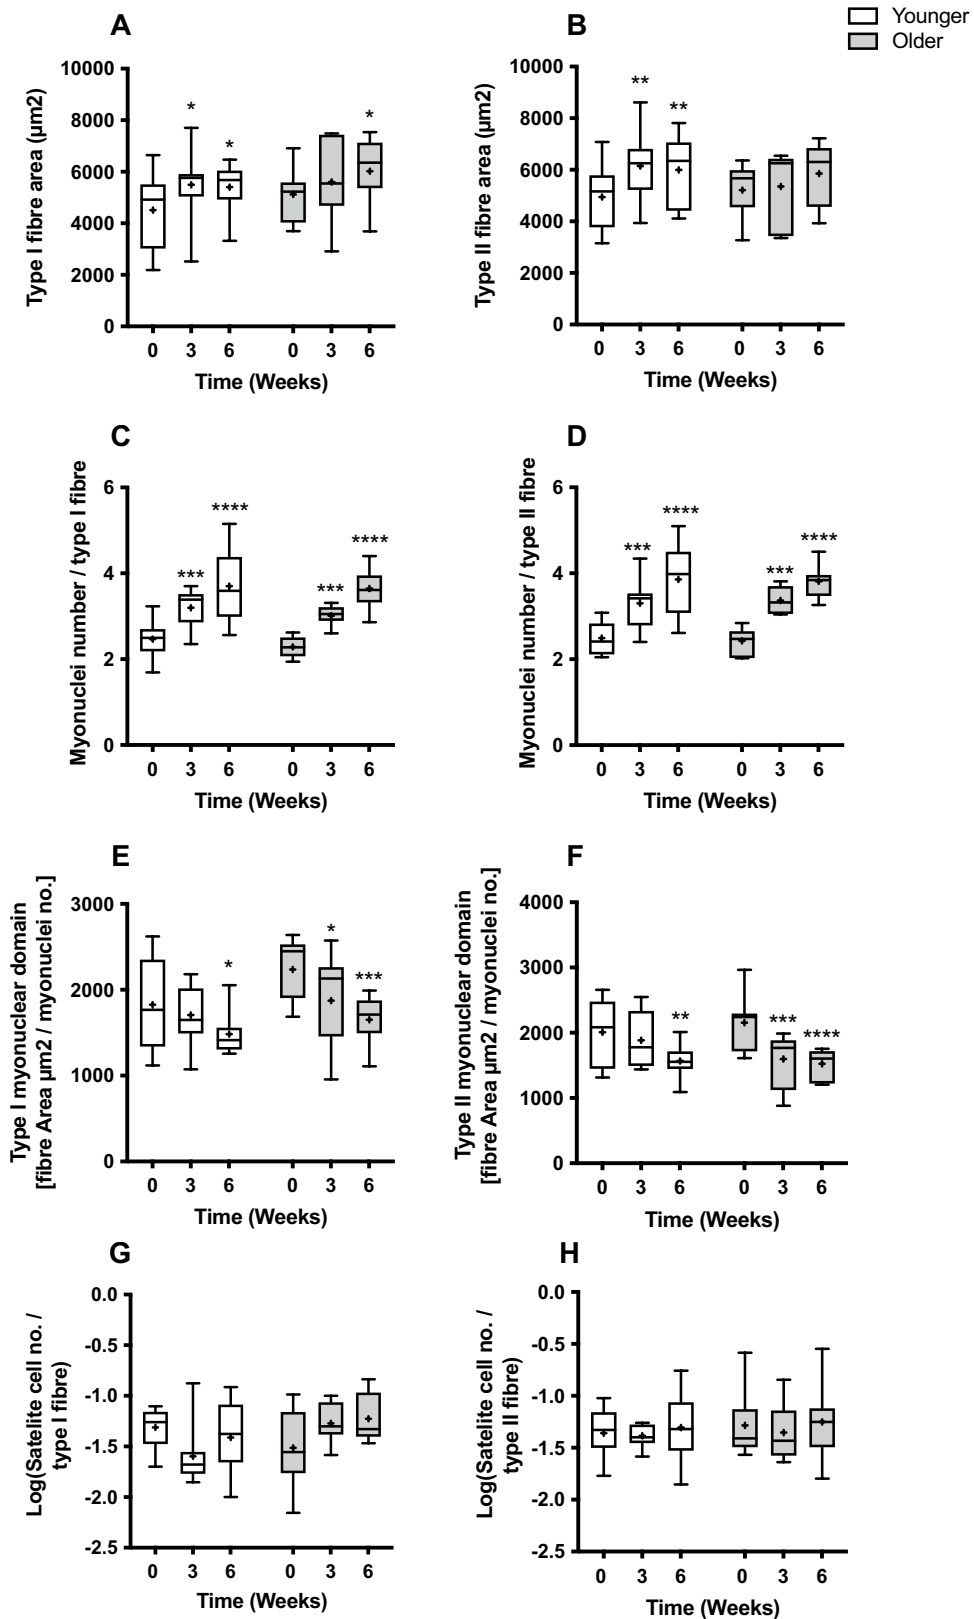 Younger
Older
A
Type I fibre area (µm2)
10000
8000
6000
4000
2000
0
* * *
0 3 6 0 3 6
Time (Weeks)
B
Type II fibre area (µm2)
10000
8000
6000
4000
2000
0
** **
0 3 6 0 3 6
Time (Weeks)
C
Myonuclei number / type I fibre
6
4
2
0
*** **** *** ****
0 3 6 0 3 6
Time (Weeks)
D
Myonuclei number / type II fibre
6
4
2
0
*** **** *** ****
0 3 6 0 3 6
Time (Weeks)
E
Type I myonuclear domain
[fibre Area µm2 / myonuclei no.]
3000
2000
1000
0
* * ***
0 3 6 0 3 6
Time (Weeks)
F
Type II myonuclear domain
[fibre Area µm2 / myonuclei no.]
4000
3000
2000
1000
0
** *** ****
0 3 6 0 3 6
Time (Weeks)
G
Log(Satelite cell no. /
type I fibre)
0.0
-0.5
-1.0
-1.5
-2.0
-2.5
0 3 6 0 3 6
Time (Weeks)
H
Log(Satelite cell no. /
type II fibre)
0.0
-0.5
-1.0
-1.5
-2.0
-2.5
0 3 6 0 3 6
Time (Weeks)